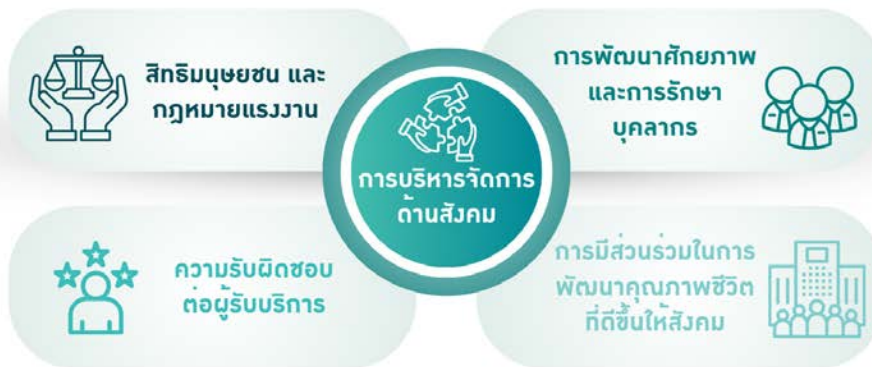 สิทธิมนุษยชน และ
กฎหมายแรงงาน
การพัฒนาศักยภาพ
และการรักษา
บุคลากร
การบริหารจัดการ
ด้านสังคม
ความรับผิดชอบ
ต่อผู้รับบริการ
การมีส่วนร่วมในการ
พัฒนาคุณภาพชีวิต
ที่ดีขึ้นให้สังคม